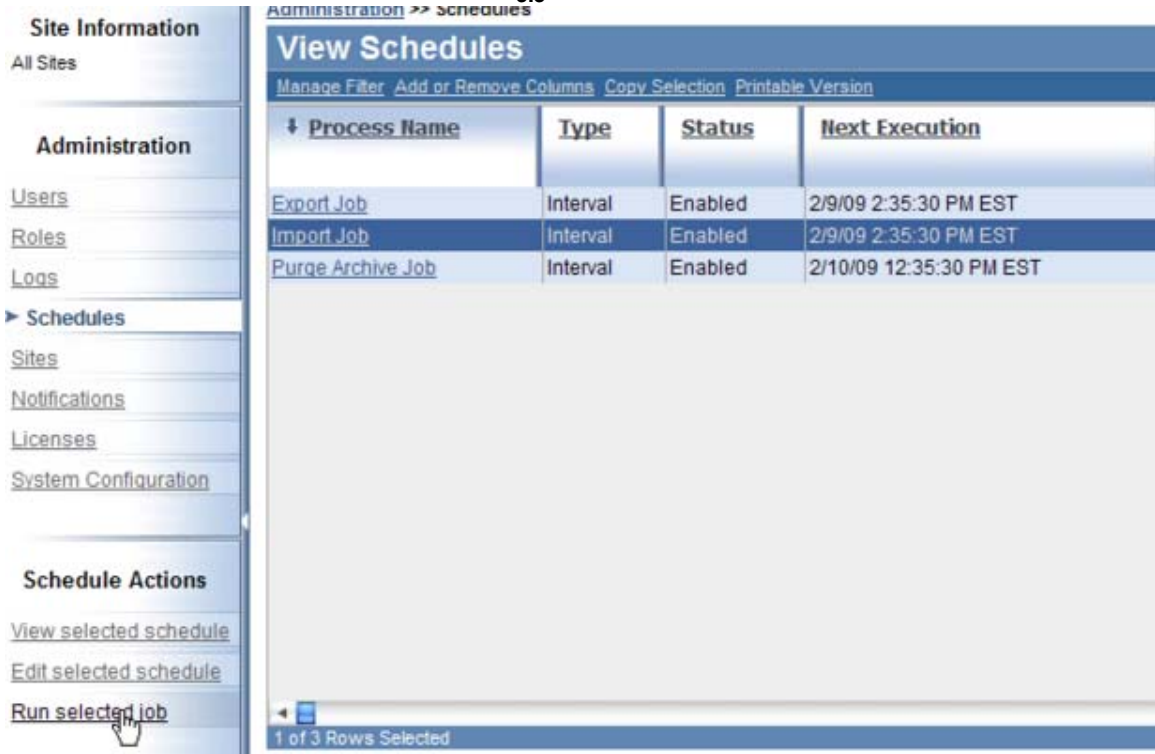 Administration >> Schedules
Site Information
All Sites
Administration
Users
Roles
Logs
Schedules
Sites
Notifications
Licenses
System Configuration
Schedule Actions
View selected schedule
Edit selected schedule
Run selected job
View Schedules
Manage Filter Add or Remove Columns Copy Selection Printable Version
Process Name Type Status Next Execution
Export Job Interval Enabled 2/9/09 2:35:30 PM EST
Import Job Interval Enabled 2/9/09 2:35:30 PM EST
Purge Archive Job Interval Enabled 2/10/09 12:35:30 PM EST
1 of 3 Rows Selected